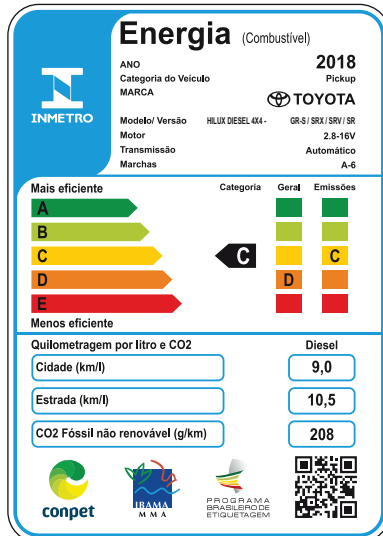 Energia (Combustível)
ANO 2018
Categoria do Veículo Pickup
MARCA TOYOTA
INMETRO
Modelo/ Versão HILUX DIESEL 4X4 - GR-S / SRX / SRV / SR
Motor 2.8-16V
Transmissão Automático
Marchas A-6
Mais eficiente Categoria Geral Emissões
A
B
C C C
D D
E
Menos eficiente
Quilometragem por litro e CO2 Diesel
Cidade (km/l) 9,0
Estrada (km/l) 10,5
CO2 Fóssil não renovável (g/km) 208
conpet
IBAMA
MMA
PROGRAMA
BRASILEIRO DE
ETIQUETAGEM